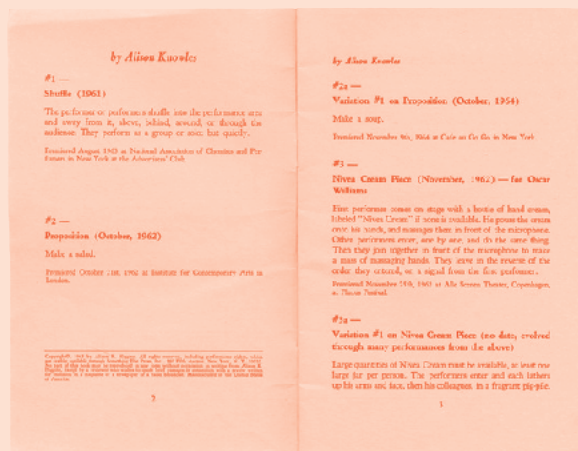 by Alison Knowles
#1 —
Shuffle (1961)
The performer or performers shuffle into the performance area
and away from it, above, behind, around, or through the
audience. They perform as a group or solo: but quietly.
Premiered August 1963 at National Association of Chemists and Per-
fumers in New York at the Advertisers' Club
#2 —
Proposition (October, 1962)
Make a salad.
Premiered October 21st, 1962 at Institute for Contemporary Arts in
London.
2
by Alison Knowles
#2a —
Variation #1 on Proposition (October, 1964)
Make a soup.
Premiered November 9th, 1964 at Cafe au Go Go in New York
#3 —
Nivea Cream Piece (November, 1962) — for Oscar
Williams
First performer comes on stage with a bottle of hand cream,
labeled "Nivea Cream" if none is available. He pours the cream
onto his hands, and massages them in front of the microphone.
Other performers enter, one by one, and do the same thing.
Then they join together in front of the microphone to make
a mass of massaging hands. They leave in the reverse of the
order they entered, on a signal from the first performer.
Premiered November 25th, 1962 at Alle Scenen Theater, Copenhagen,
at Fluxus Festival.
#3a —
Variation #1 on Nivea Cream Piece (no date, evolved
through many performances from the above)
Large quantities of Nivea Cream must be available, at least one
large jar per person. The performers enter and each lathers
up his arms and face, then his colleagues, in a fragrant pig-pile.
3